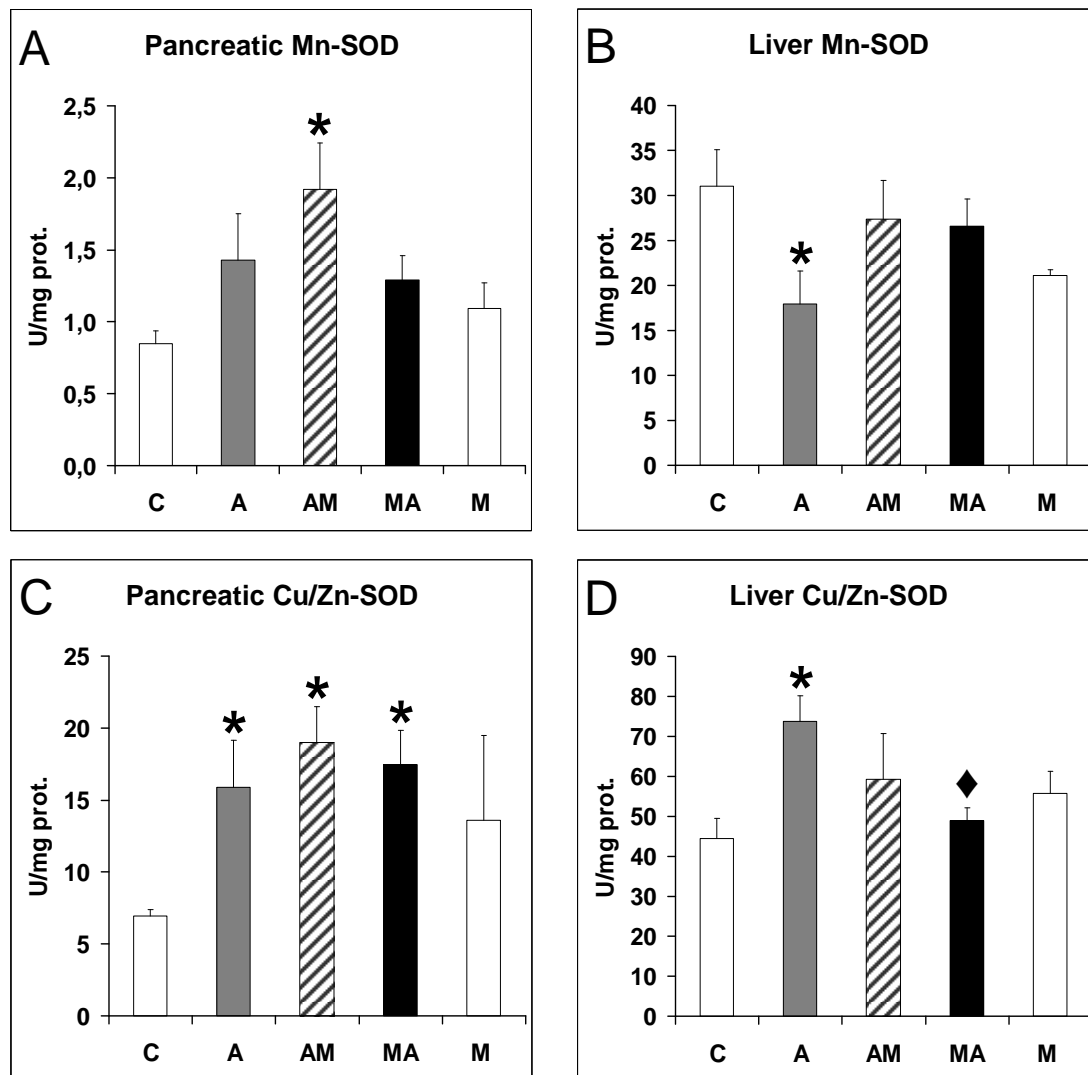 A
Pancreatic Mn-SOD
U/mg prot.
2,5
2,0
1,5
1,0
0,5
0,0
*
C A AM MA M
B
Liver Mn-SOD
U/mg prot.
40
35
30
25
20
15
10
5
0
*
C A AM MA M
C
Pancreatic Cu/Zn-SOD
U/mg prot.
25
20
15
10
5
0
* * *
C A AM MA M
D
Liver Cu/Zn-SOD
U/mg prot.
90
80
70
60
50
40
30
20
10
0
* ♦
C A AM MA M